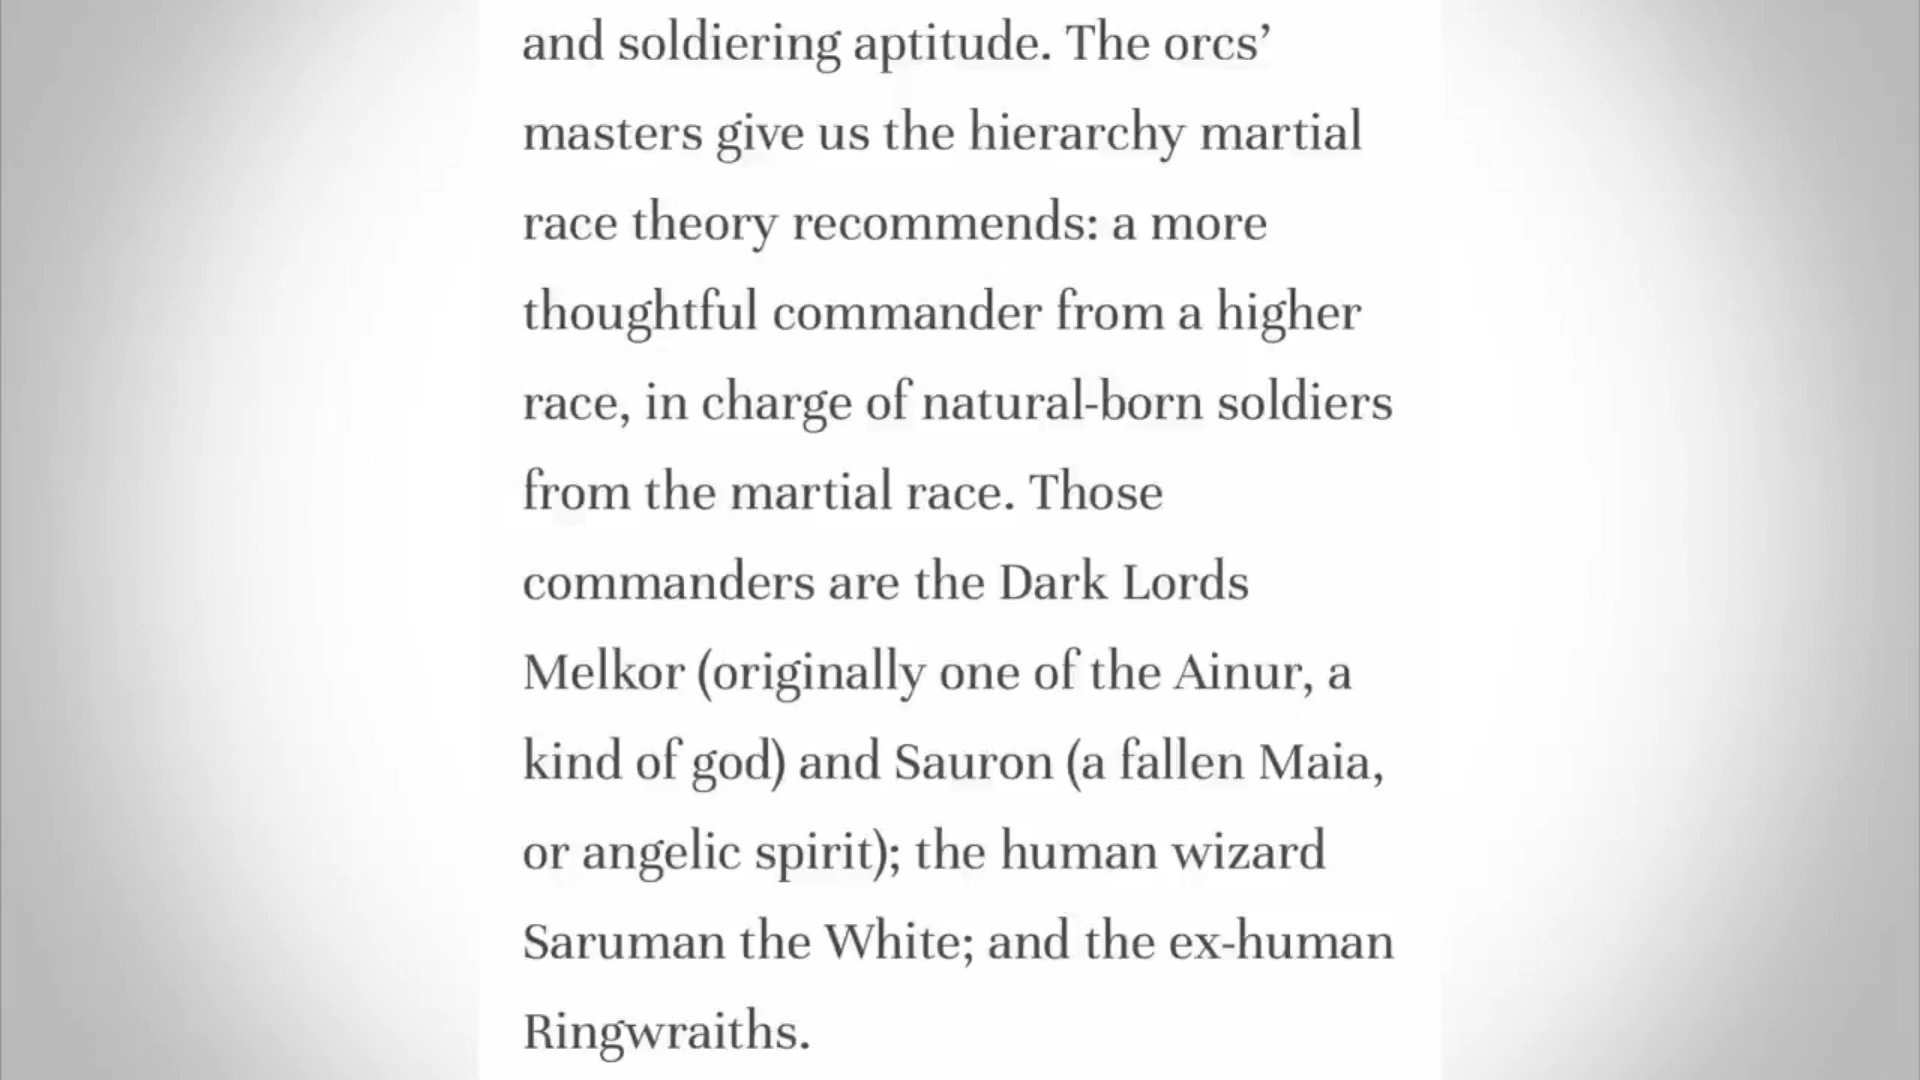 and soldiering aptitude. The orcs’
masters give us the hierarchy martial
race theory recommends: a more
thoughtful commander from a higher
race, in charge of natural-born soldiers
from the martial race. Those
commanders are the Dark Lords
Melkor (originally one of the Ainur, a
kind of god) and Sauron (a fallen Maia,
or angelic spirit); the human wizard
Saruman the White; and the ex-human
Ringwraiths.